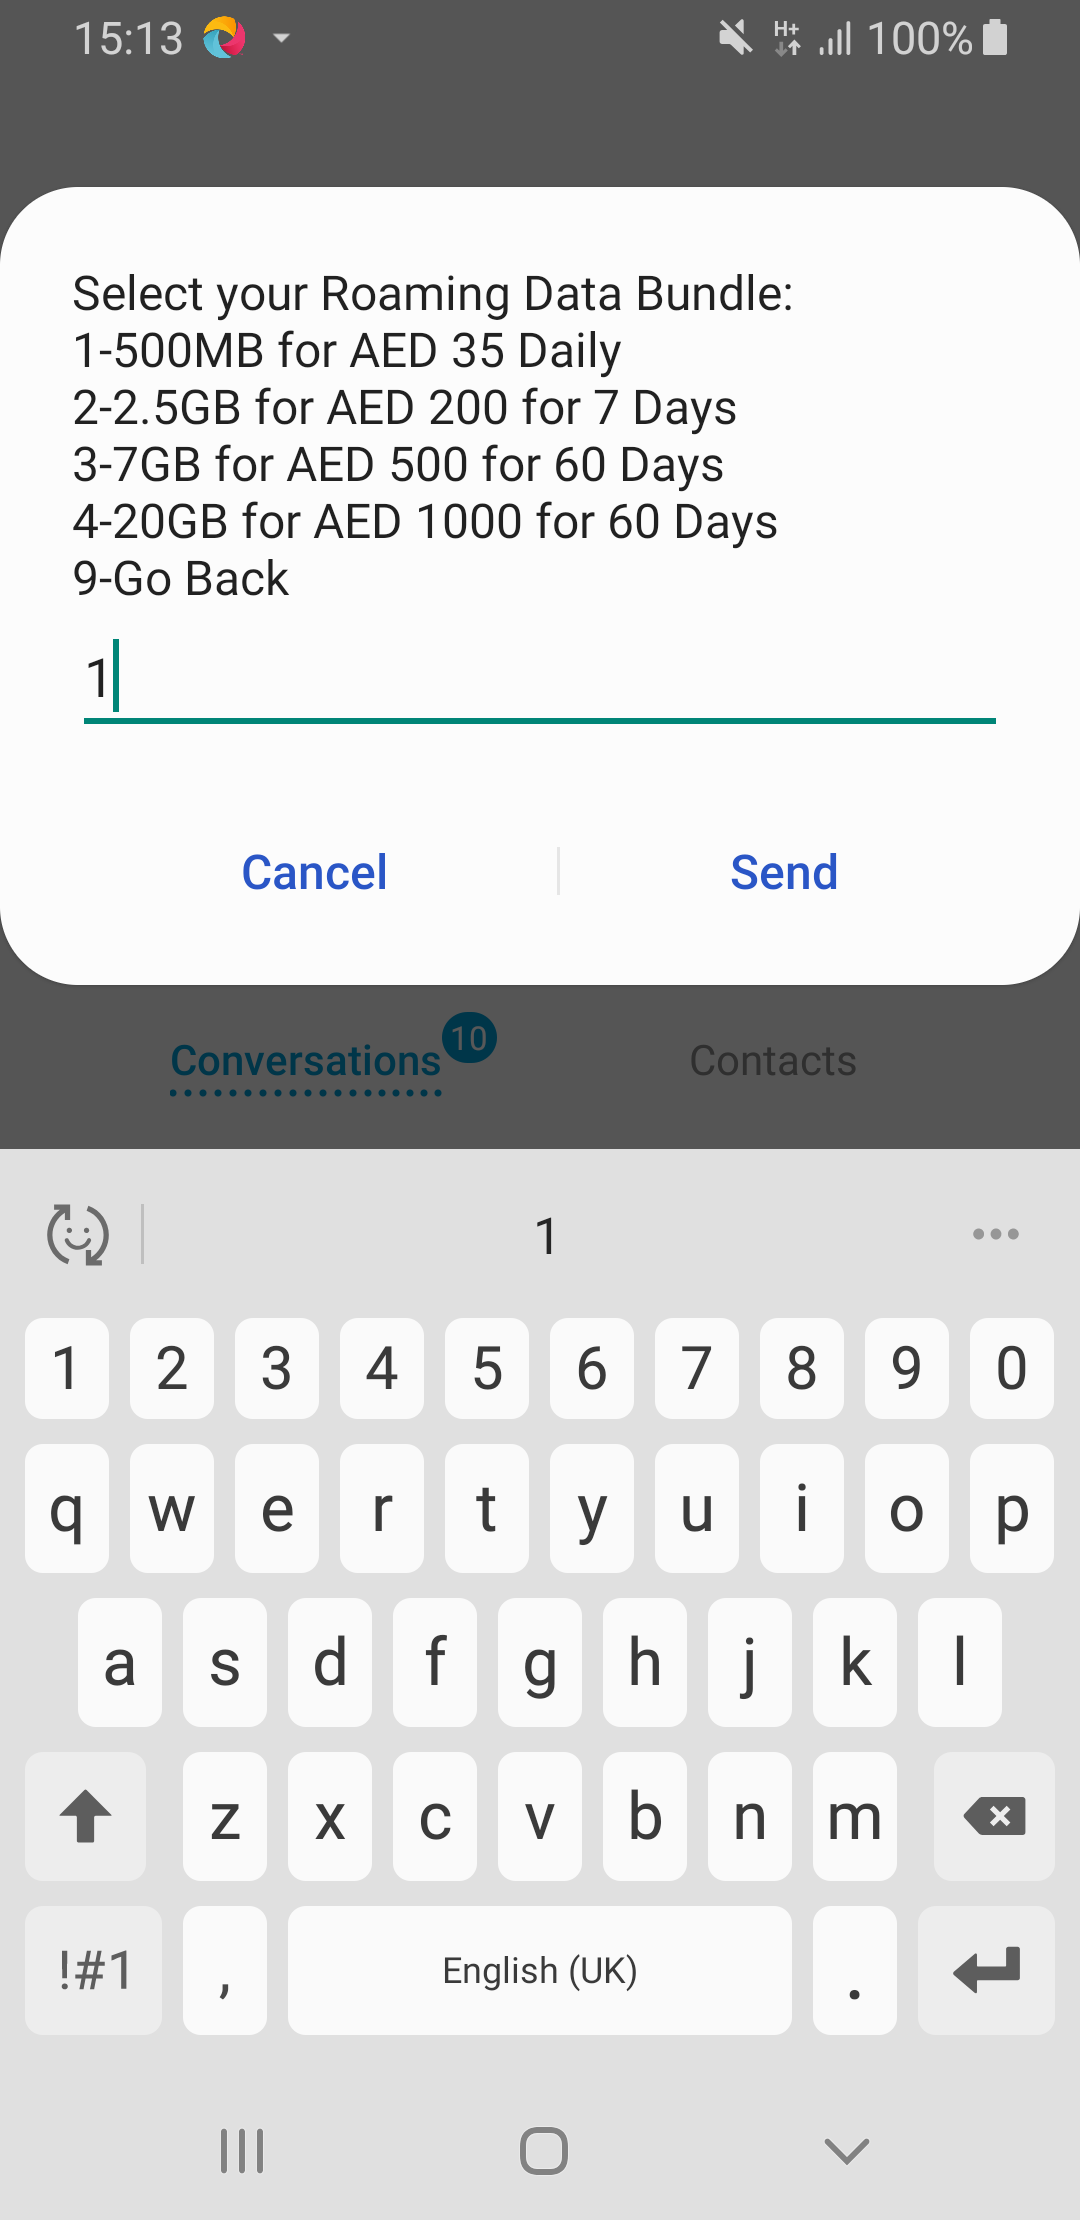 15:13
H+
100%
Select your Roaming Data Bundle:
1-500MB for AED 35 Daily
2-2.5GB for AED 200 for 7 Days
3-7GB for AED 500 for 60 Days
4-20GB for AED 1000 for 60 Days
9-Go Back
1
Cancel
Send
Conversations 10
Contacts
1
1 2 3 4 5 6 7 8 9 0
q w e r t y u i o p
a s d f g h j k l
z x c v b n m
!#1 , English (UK) .